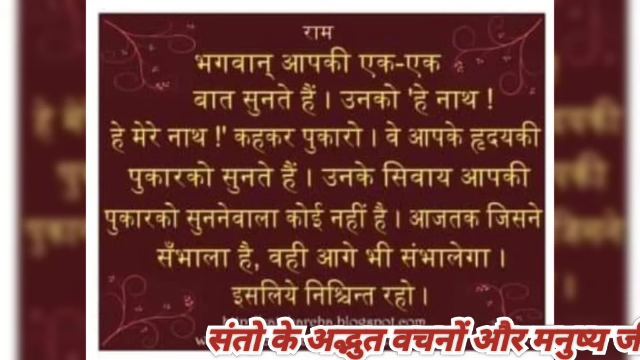 राम
भगवान् आपकी एक-एक
बात सुनते हैं । उनको 'हे नाथ !
हे मेरे नाथ !' कहकर पुकारो । वे आपके हृदयकी
पुकारको सुनते हैं । उनके सिवाय आपकी
पुकारको सुननेवाला कोई नहीं है । आजतक जिसने
सँभाला है, वही आगे भी संभालेगा ।
इसलिये निश्चिन्त रहो ।
संतो के अद्भुत वचनों और मनुष्य जी